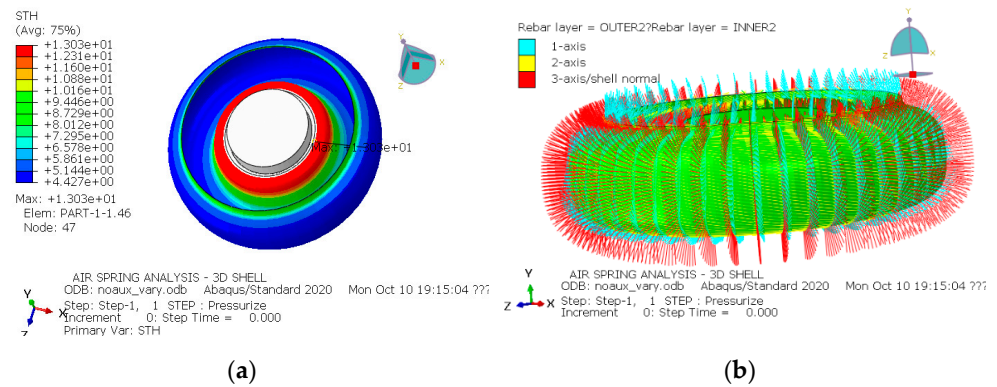 STH
(Avg: 75%)
+1.303e+01
+1.231e+01
+1.160e+01
+1.088e+01
+1.016e+01
+9.446e+00
+8.729e+00
+8.012e+00
+7.295e+00
+6.578e+00
+5.861e+00
+5.144e+00
+4.427e+00
Max: +1.303e+01
Elem: PART-1-1.46
Node: 47
Y
X
Z
Max: +1.303e+01
AIR SPRING ANALYSIS - 3D SHELL
ODB: noaux_vary.odb Abaqus/Standard 2020 Mon Oct 10 19:15:04 ???
Step: Step-1, 1 STEP : Pressurize
Increment 0: Step Time = 0.000
Primary Var: STH
Y
X
Z
(a)
Rebar layer = OUTER2?Rebar layer = INNER2
1-axis
2-axis
3-axis/shell normal
Y
X
Z
AIR SPRING ANALYSIS - 3D SHELL
ODB: noaux_vary.odb Abaqus/Standard 2020 Mon Oct 10 19:15:04 ???
Step: Step-1, 1 STEP : Pressurize
Increment 0: Step Time = 0.000
Y
Z
X
(b)